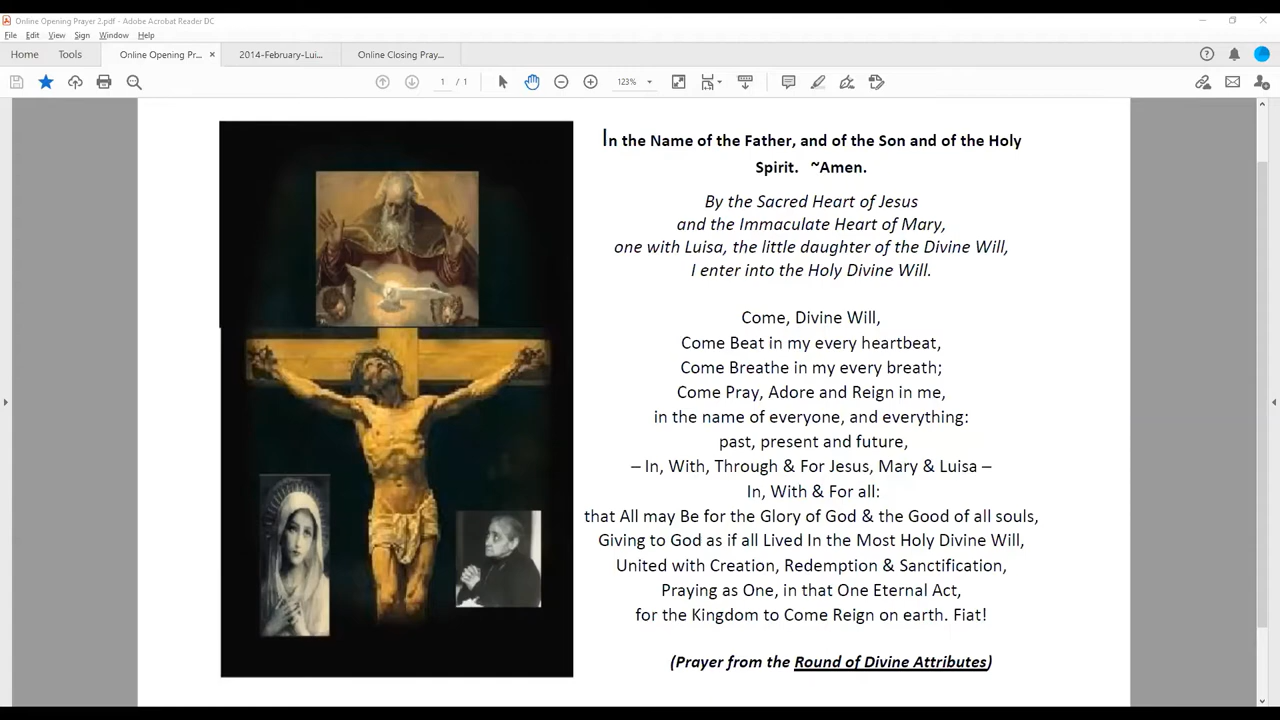 Online Opening Prayer 2.pdf - Adobe Acrobat Reader DC
File Edit View Sign Window Help
Home Tools Online Opening Pr... × 2014-February-Lui... Online Closing Pray...
1 / 1 123%
In the Name of the Father, and of the Son and of the Holy
Spirit. ~Amen.
By the Sacred Heart of Jesus
and the Immaculate Heart of Mary,
one with Luisa, the little daughter of the Divine Will,
I enter into the Holy Divine Will.
Come, Divine Will,
Come Beat in my every heartbeat,
Come Breathe in my every breath;
Come Pray, Adore and Reign in me,
in the name of everyone, and everything:
past, present and future,
– In, With, Through & For Jesus, Mary & Luisa –
In, With & For all:
that All may Be for the Glory of God & the Good of all souls,
Giving to God as if all Lived In the Most Holy Divine Will,
United with Creation, Redemption & Sanctification,
Praying as One, in that One Eternal Act,
for the Kingdom to Come Reign on earth. Fiat!
(Prayer from the Round of Divine Attributes)